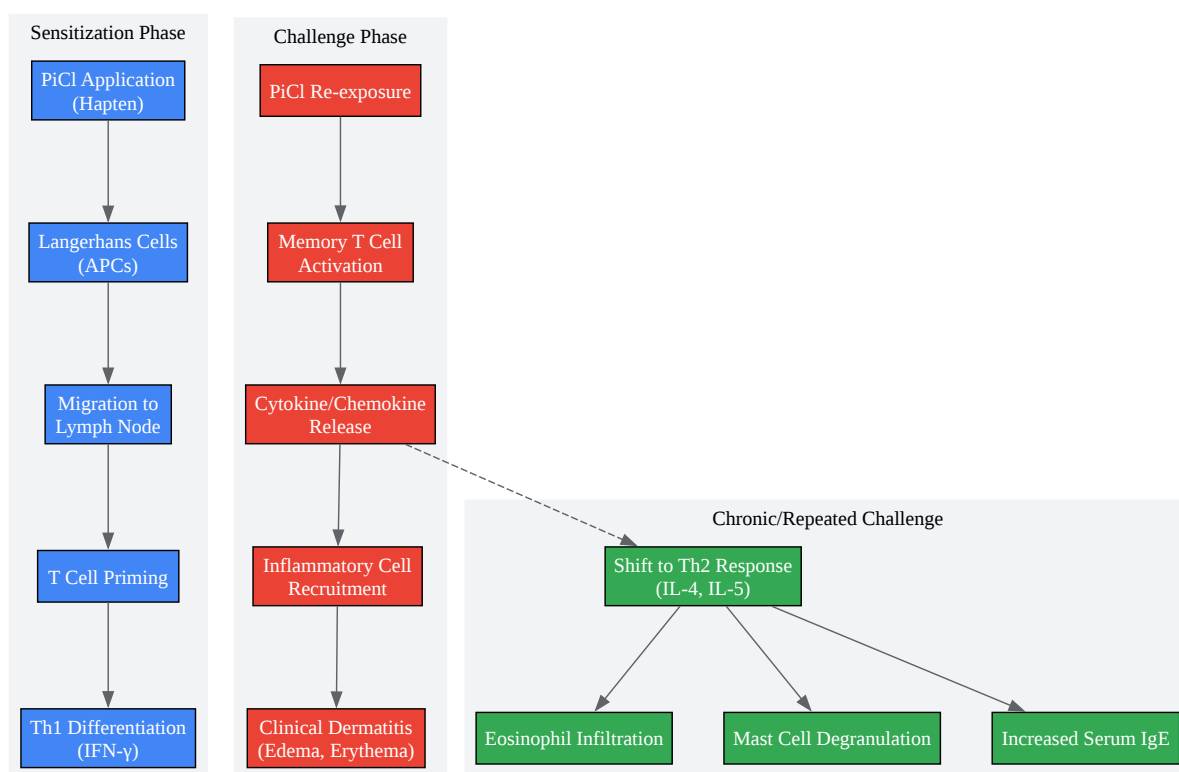 Sensitization Phase
PiCl Application
(Hapten)
Langerhans Cells
(APCs)
Migration to
Lymph Node
T Cell Priming
Th1 Differentiation
(IFN-γ)
Challenge Phase
PiCl Re-exposure
Memory T Cell
Activation
Cytokine/Chemokine
Release
Inflammatory Cell
Recruitment
Clinical Dermatitis
(Edema, Erythema)
Chronic/Repeated Challenge
Shift to Th2 Response
(IL-4, IL-5)
Eosinophil Infiltration
Mast Cell Degranulation
Increased Serum IgE